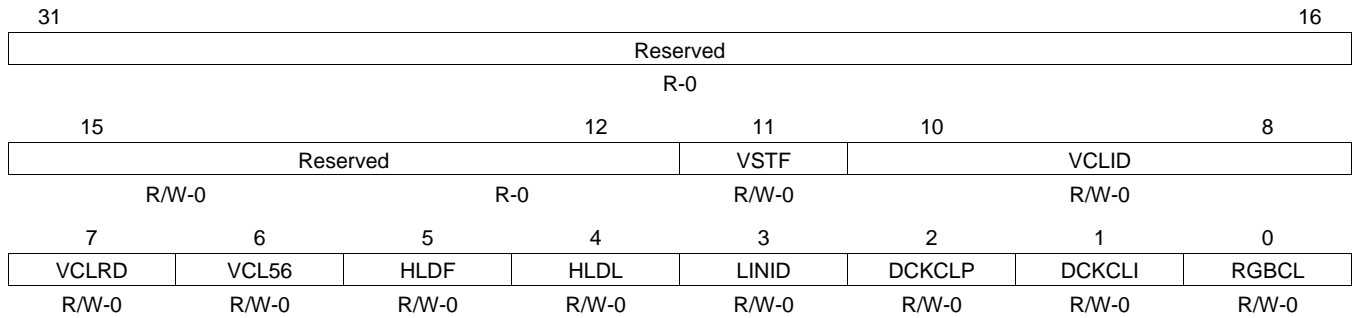 31 16
Reserved
R-0
15 12 11 10 8
Reserved VSTF VCLID
R/W-0 R-0 R/W-0 R/W-0
7 6 5 4 3 2 1 0
VCLRD VCL56 HLDF HLDL LINID DCKCLP DCKCLI RGBCL
R/W-0 R/W-0 R/W-0 R/W-0 R/W-0 R/W-0 R/W-0 R/W-0